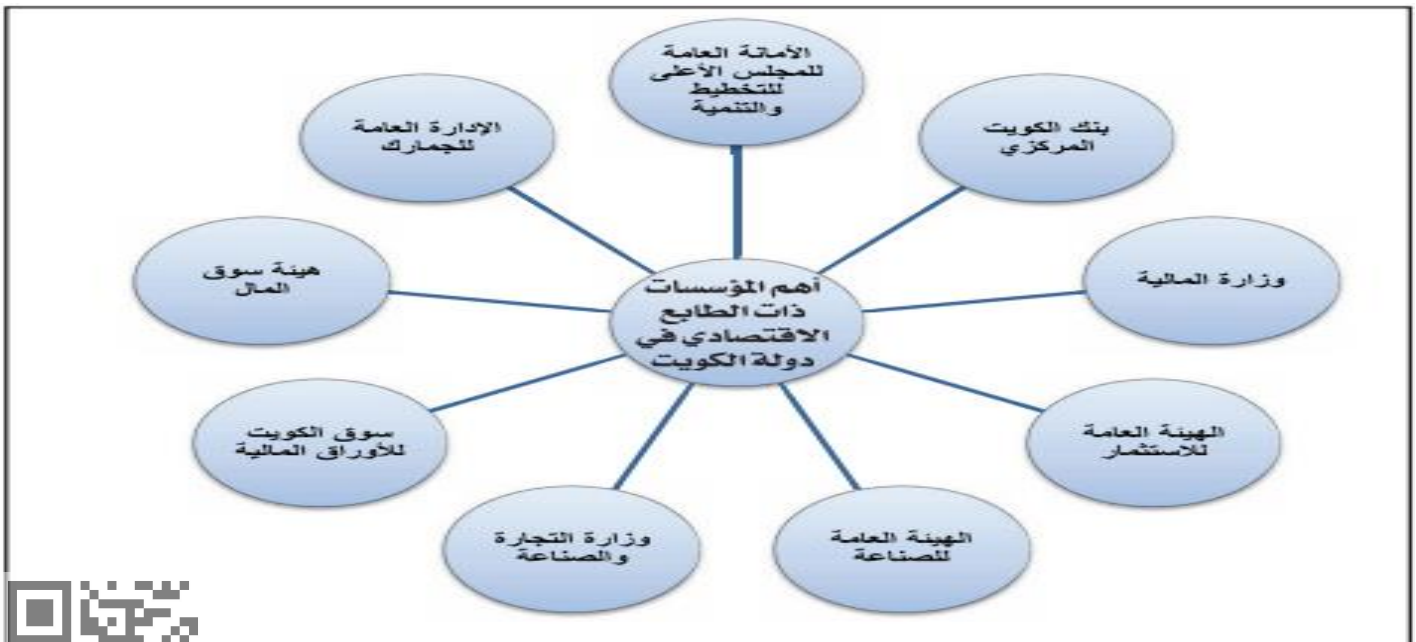 الأمانة العامة
للمجلس الأعلى
للتخطيط
والتنمية
بنك الكويت
المركزي
وزارة المالية
الهيئة العامة
للاستثمار
الهيئة العامة
للصناعة
وزارة التجارة
والصناعة
سوق الكويت
للأوراق المالية
هيئة سوق
المال
الإدارة العامة
للجمارك
أهم المؤسسات
ذات الطابع
الاقتصادي في
دولة الكويت